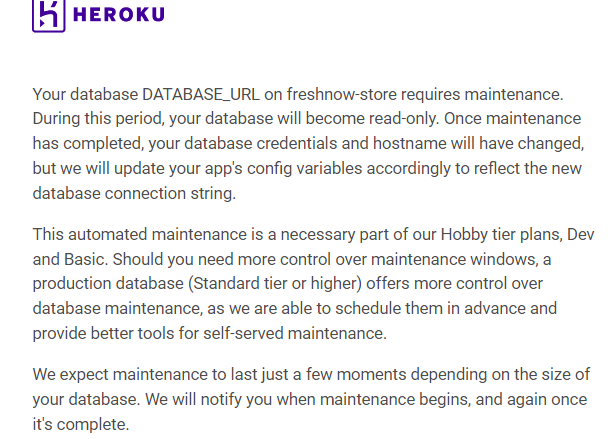 HEROKU
Your database DATABASE_URL on freshnow-store requires maintenance.
During this period, your database will become read-only. Once maintenance
has completed, your database credentials and hostname will have changed,
but we will update your app's config variables accordingly to reflect the new
database connection string.
This automated maintenance is a necessary part of our Hobby tier plans, Dev
and Basic. Should you need more control over maintenance windows, a
production database (Standard tier or higher) offers more control over
database maintenance, as we are able to schedule them in advance and
provide better tools for self-served maintenance.
We expect maintenance to last just a few moments depending on the size of
your database. We will notify you when maintenance begins, and again once
it's complete.